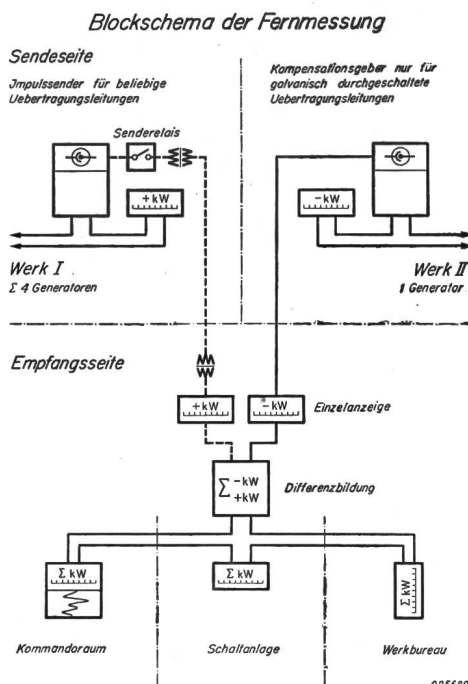 Blockschema der Fernmessung
Sendeseite
Impulssender für beliebige
Uebertragungsleitungen
Kompensationsgeber nur für
galvanisch durchgeschaltete
Uebertragungsleitungen
Senderelais
+kW
-kW
Werk I
Σ 4 Generatoren
Werk II
1 Generator
Empfangsseite
+kW
-kW
Einzelanzeige
Σ -kW
+kW
Differenzbildung
Σ kW
Σ kW
Σ kW
Kommandoraum
Schaltanlage
Werkbureau